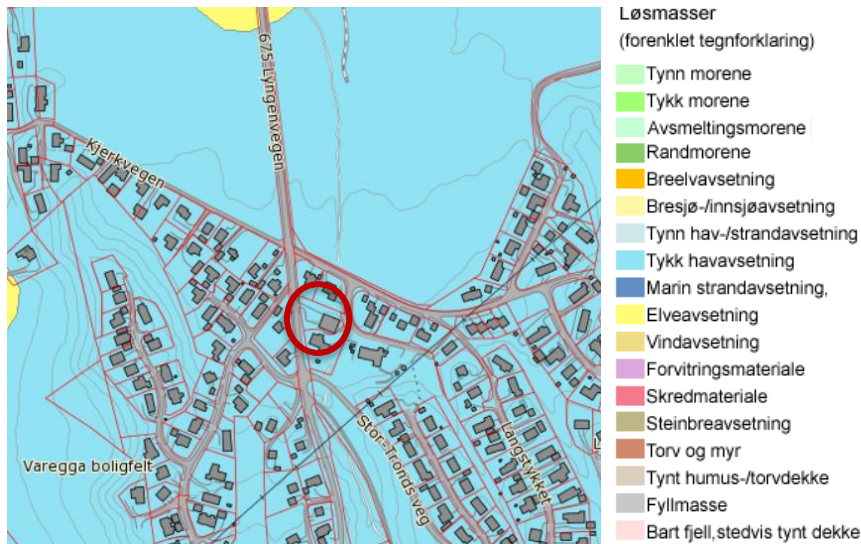 675 Lyngenvegen
Kjerkvegen
Varegga boligfelt
Stor-Tronds veg
Langstykket
Løsmasser
(forenklet tegnforklaring)
Tynn morene
Tykk morene
Avsmeltingsmorene
Randmorene
Breelvavsetning
Bresjø-/innsjøavsetning
Tynn hav-/strandavsetning
Tykk havavsetning
Marin strandavsetning,
Elveavsetning
Vindavsetning
Forvitringsmateriale
Skredmateriale
Steinbreavsetning
Torv og myr
Tynt humus-/torvdekke
Fyllmasse
Bart fjell,stedvis tynt dekke